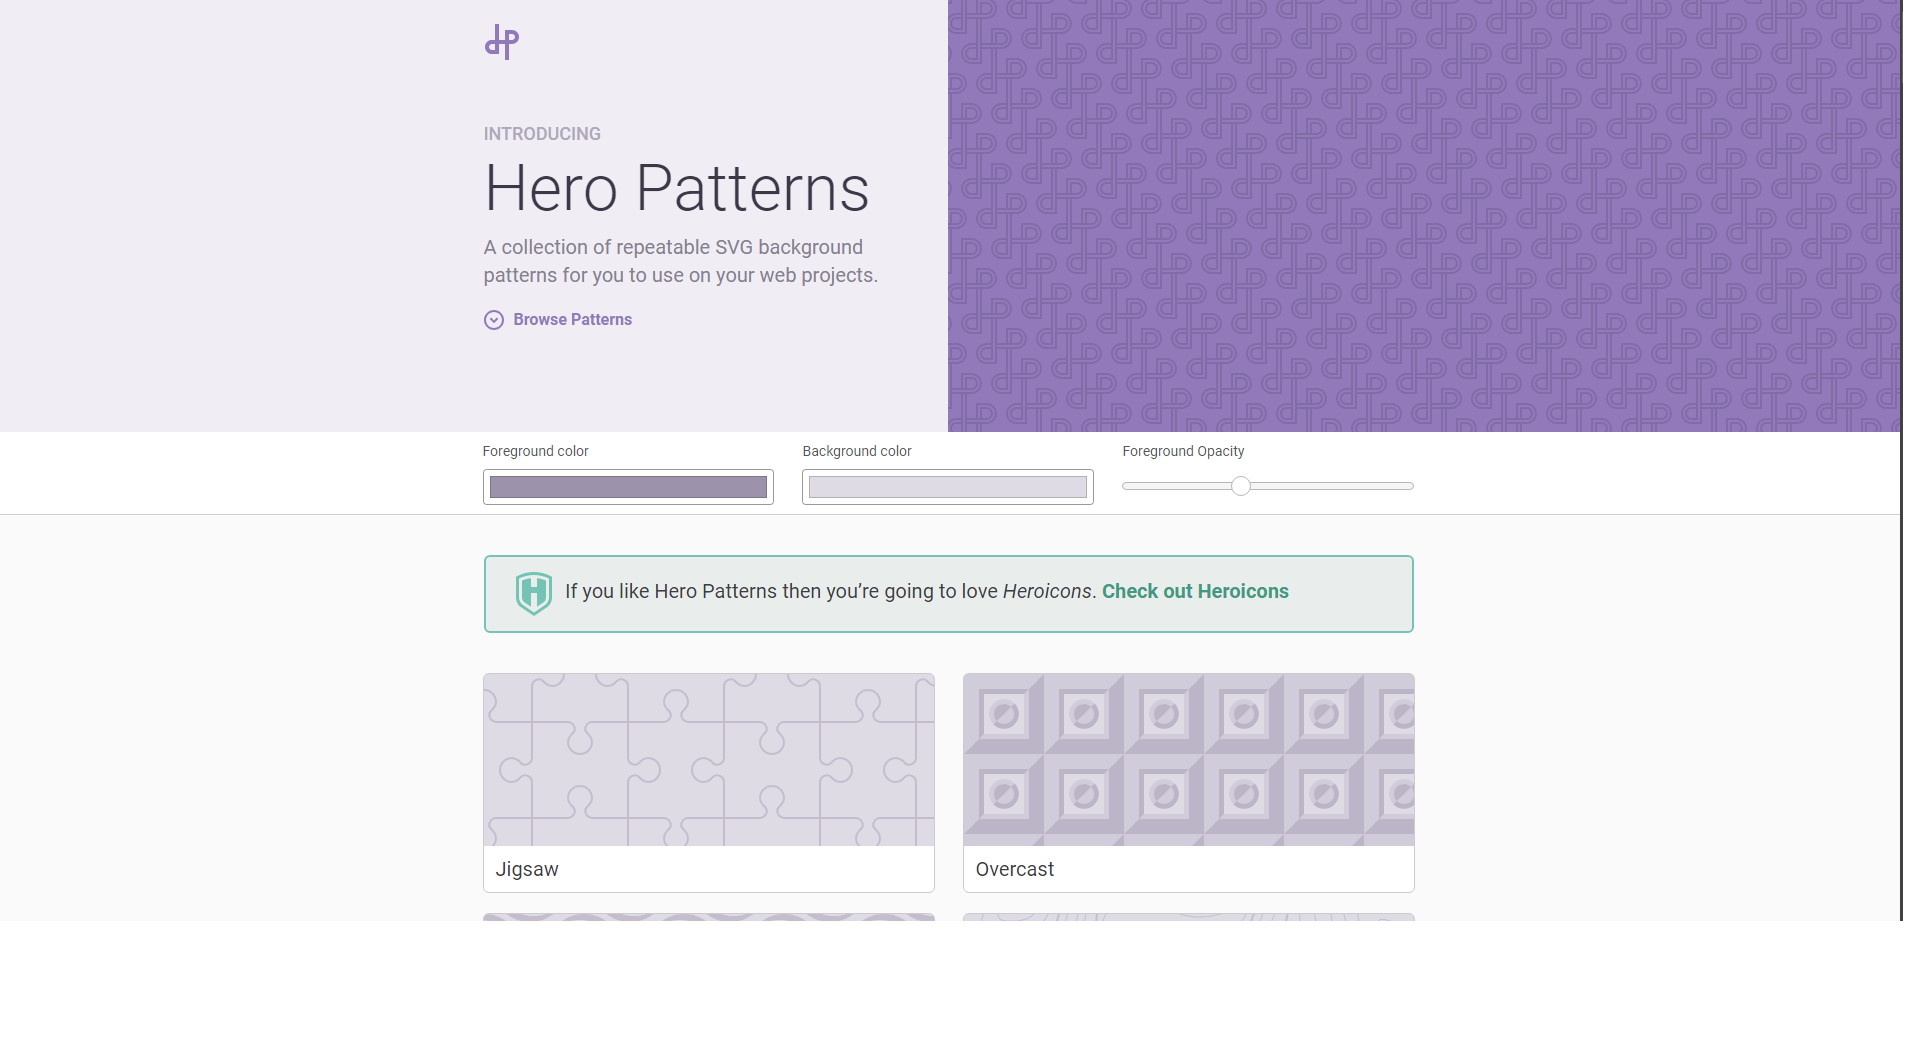 INTRODUCING
Hero Patterns
A collection of repeatable SVG background
patterns for you to use on your web projects.
Browse Patterns
Foreground color
Background color
Foreground Opacity
If you like Hero Patterns then you’re going to love Heroicons. Check out Heroicons
Jigsaw
Overcast